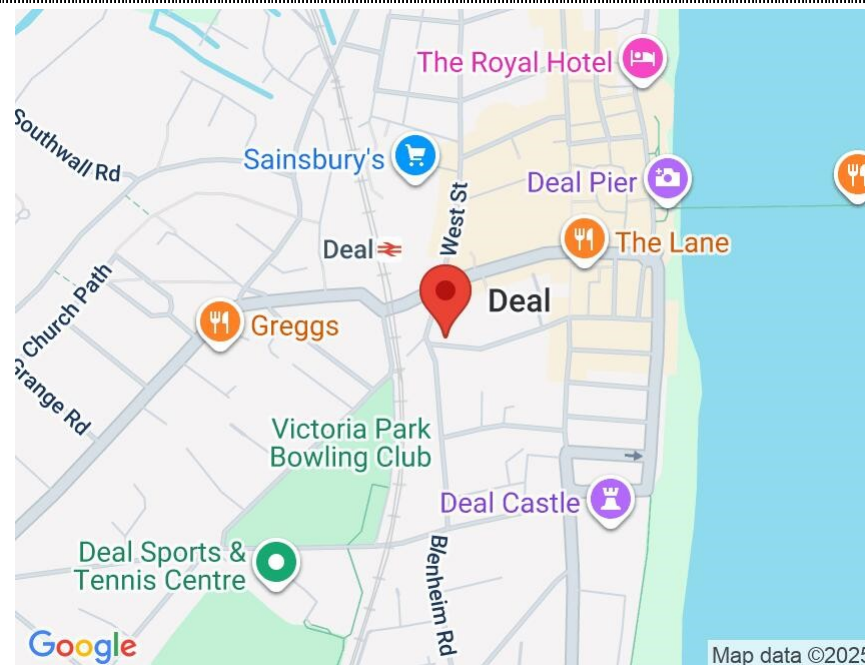 The Royal Hotel
Southwall Rd
Sainsbury's
Deal Pier
West St
Deal
The Lane
Church Path
Greggs
Deal
Grange Rd
Victoria Park
Bowling Club
Deal Castle
Deal Sports &
Tennis Centre
Blenheim Rd
Google
Map data ©202